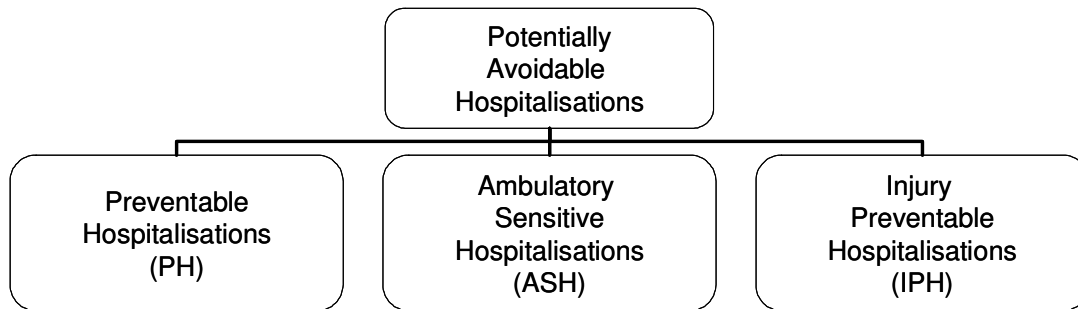 Potentially
Avoidable
Hospitalisations
Preventable
Hospitalisations
(PH)
Ambulatory
Sensitive
Hospitalisations
(ASH)
Injury
Preventable
Hospitalisations
(IPH)